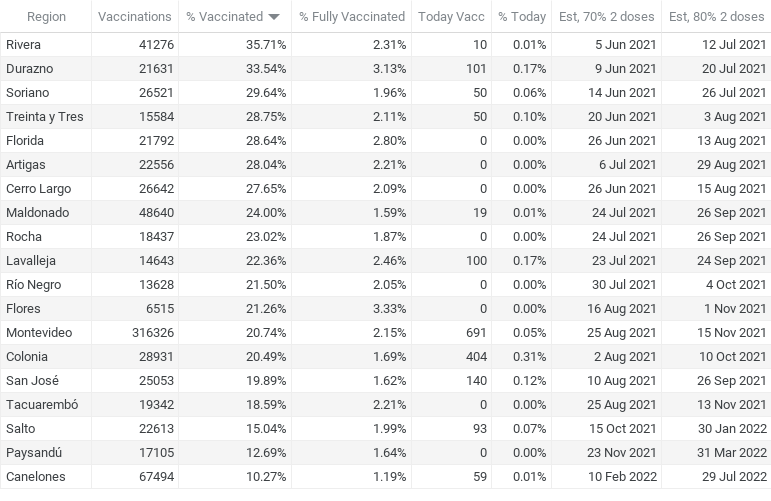 Region Vaccinations % Vaccinated % Fully Vaccinated Today Vacc % Today Est, 70% 2 doses Est, 80% 2 doses
Rivera 41276 35.71% 2.31% 10 0.01% 5 Jun 2021 12 Jul 2021
Durazno 21631 33.54% 3.13% 101 0.17% 9 Jun 2021 20 Jul 2021
Soriano 26521 29.64% 1.96% 50 0.06% 14 Jun 2021 26 Jul 2021
Treinta y Tres 15584 28.75% 2.11% 50 0.10% 20 Jun 2021 3 Aug 2021
Florida 21792 28.64% 2.80% 0 0.00% 26 Jun 2021 13 Aug 2021
Artigas 22556 28.04% 2.21% 0 0.00% 6 Jul 2021 29 Aug 2021
Cerro Largo 26642 27.65% 2.09% 0 0.00% 26 Jun 2021 15 Aug 2021
Maldonado 48640 24.00% 1.59% 19 0.01% 24 Jul 2021 26 Sep 2021
Rocha 18437 23.02% 1.87% 0 0.00% 24 Jul 2021 26 Sep 2021
Lavalleja 14643 22.36% 2.46% 100 0.17% 23 Jul 2021 24 Sep 2021
Río Negro 13628 21.50% 2.05% 0 0.00% 30 Jul 2021 4 Oct 2021
Flores 6515 21.26% 3.33% 0 0.00% 16 Aug 2021 1 Nov 2021
Montevideo 316326 20.74% 2.15% 691 0.05% 25 Aug 2021 15 Nov 2021
Colonia 28931 20.49% 1.69% 404 0.31% 2 Aug 2021 10 Oct 2021
San José 25053 19.89% 1.62% 140 0.12% 10 Aug 2021 26 Sep 2021
Tacuarembó 19342 18.59% 2.21% 0 0.00% 25 Aug 2021 13 Nov 2021
Salto 22613 15.04% 1.99% 93 0.07% 15 Oct 2021 30 Jan 2022
Paysandú 17105 12.69% 1.64% 0 0.00% 23 Nov 2021 31 Mar 2022
Canelones 67494 10.27% 1.19% 59 0.01% 10 Feb 2022 29 Jul 2022